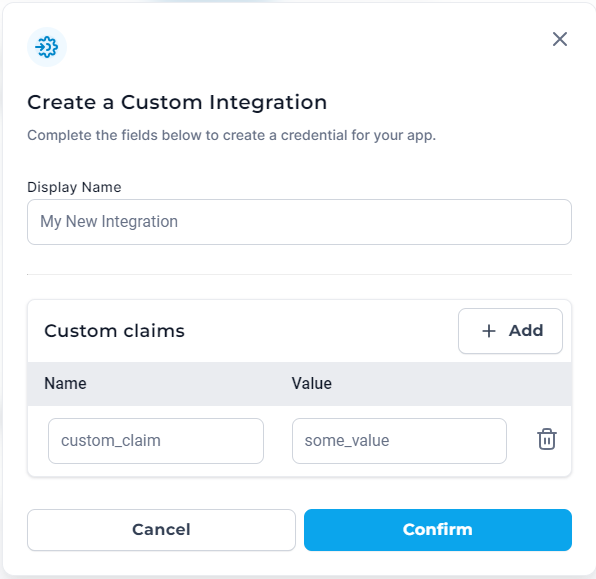 Create a Custom Integration
Complete the fields below to create a credential for your app.
Display Name
My New Integration
Custom claims
Add
Name Value
custom_claim some_value
Cancel Confirm